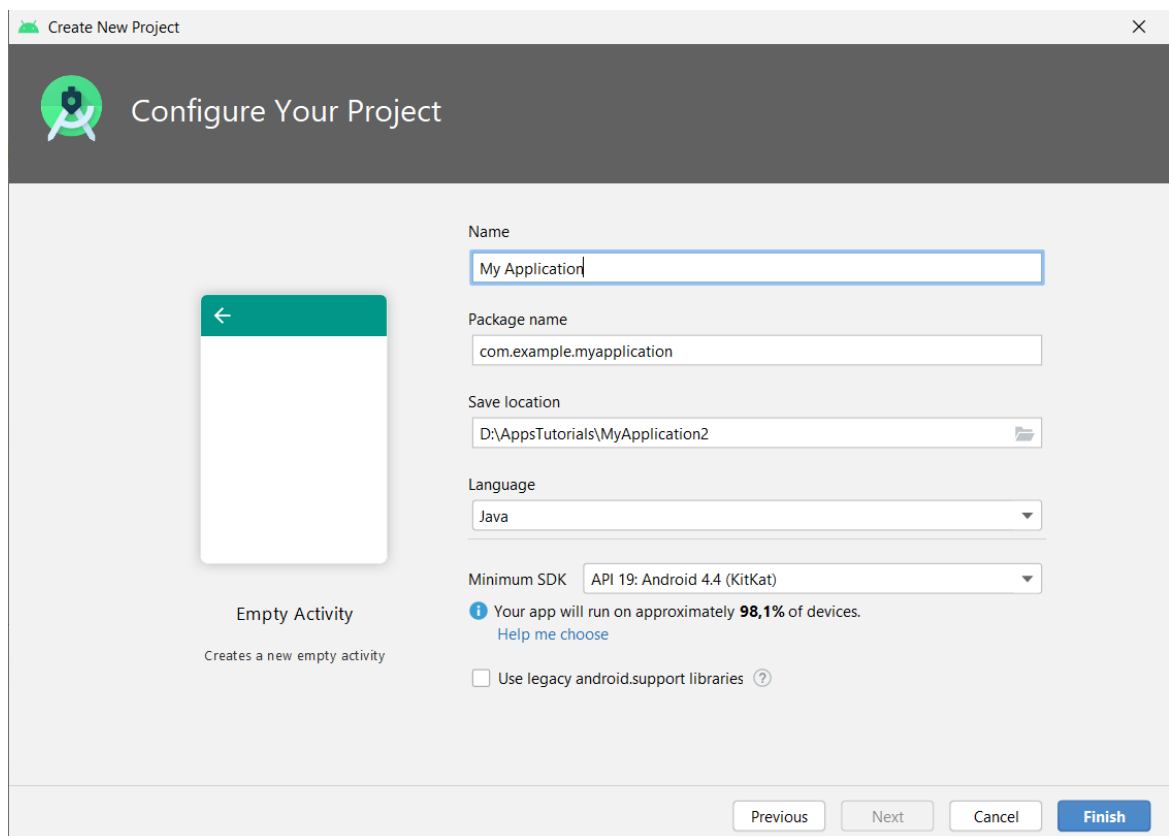 Create New Project
Configure Your Project
Name
My Application
Package name
com.example.myapplication
Save location
D:\AppsTutorials\MyApplication2
Language
Java
Minimum SDK API 19: Android 4.4 (KitKat)
Your app will run on approximately 98,1% of devices.
Help me choose
Use legacy android.support libraries ?
Empty Activity
Creates a new empty activity
Previous Next Cancel Finish